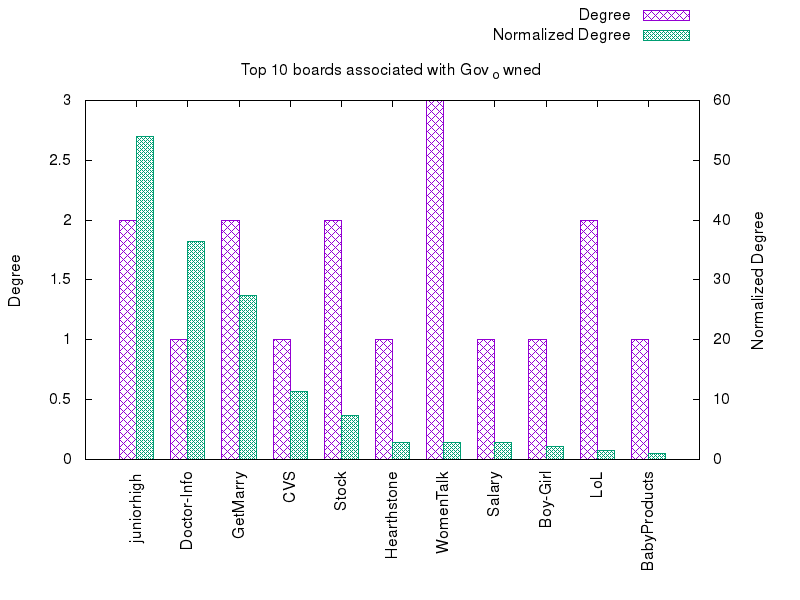 Degree
Normalized Degree
Top 10 boards associated with Gov o wned
3
2.5
2
1.5
1
0.5
0
60
50
40
30
20
10
0
Degree
Normalized Degree
juniorhigh
Doctor-Info
GetMarry
CVS
Stock
Hearthstone
WomenTalk
Salary
Boy-Girl
LoL
BabyProducts